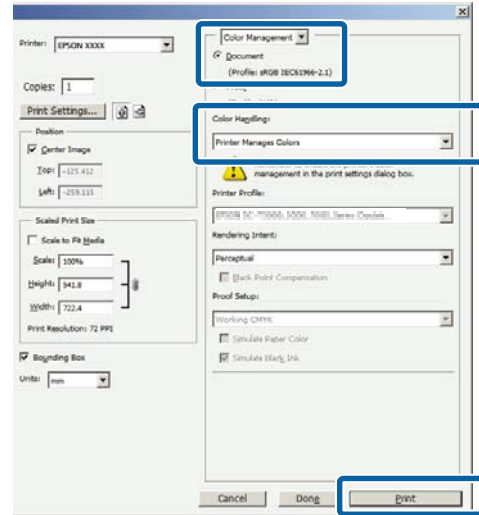 Printer: EPSON XXXX
Copies: 1
Print Settings...
Position
Center Image
Top: -125.412
Left: -259.115
Scaled Print Size
Scale to Fit Media
Scale: 100%
Height: 541.8
Width: 722.4
Print Resolution: 72 PPI
Bounding Box
Units: mm
Color Management
Document
(Profile: sRGB IEC61966-2.1)
Color Handling:
Printer Manages Colors
management in the print settings dialog box.
Printer Profile:
Rendering Intent:
Perceptual
Black Point Compensation
Proof Setup:
Working CMYK
Simulate Paper Color
Simulate Black Ink
Cancel
Done
Print